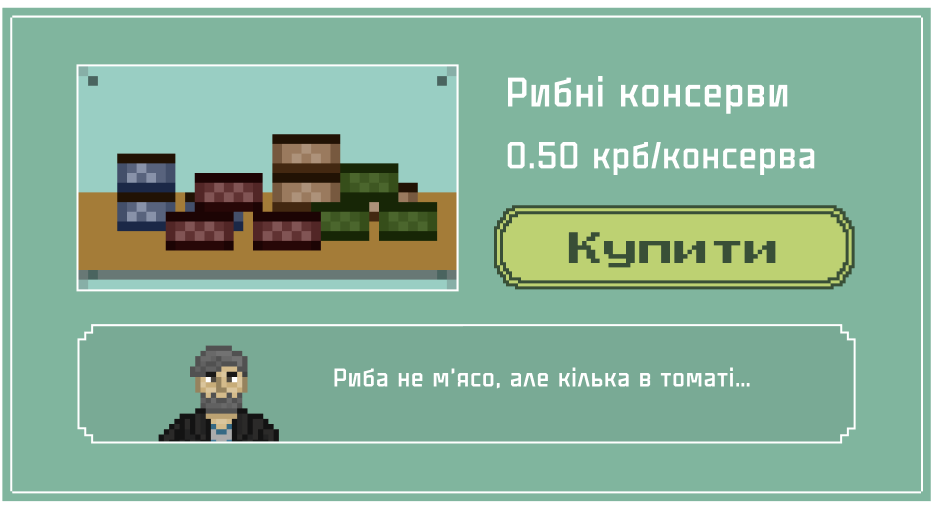 Рибні консерви
0.50 крб/консерва
Купити
Риба не м'ясо, але кілька в томаті...